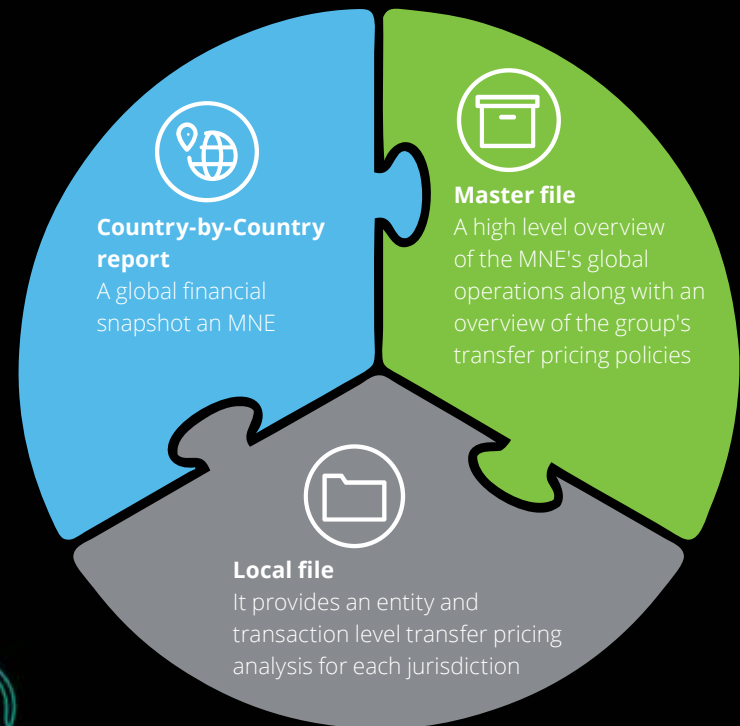 Country-by-Country
report
A global financial
snapshot an MNE
Master file
A high level overview
of the MNE's global
operations along with an
overview of the group's
transfer pricing policies
Local file
It provides an entity and
transaction level transfer pricing
analysis for each jurisdiction